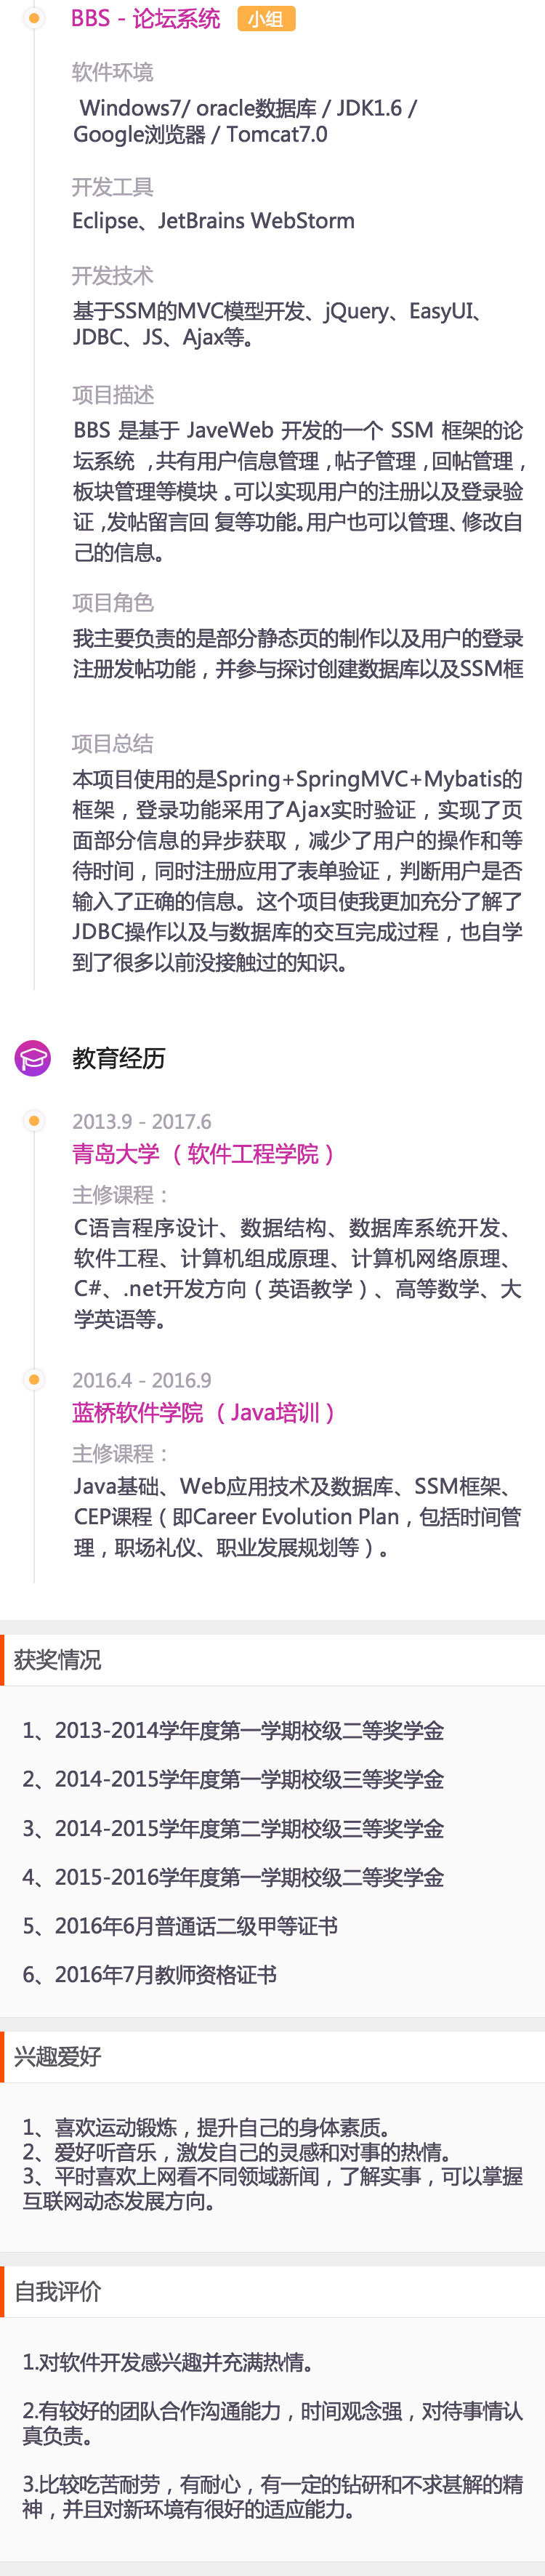 BBS - 论坛系统 小组
软件环境
Windows7/ oracle数据库 / JDK1.6 /
Google浏览器 / Tomcat7.0
开发工具
Eclipse、JetBrains WebStorm
开发技术
基于SSM的MVC模型开发、jQuery、EasyUI、
JDBC、JS、Ajax等。
项目描述
BBS 是基于 JaveWeb 开发的一个 SSM 框架的论
坛系统 ，共有用户信息管理，帖子管理，回帖管理，
板块管理等模块 。可以实现用户的注册以及登录验
证 ，发帖留言回 复等功能。用户也可以管理、修改自
己的信息。
项目角色
我主要负责的是部分静态页的制作以及用户的登录
注册发帖功能，并参与探讨创建数据库以及SSM框
项目总结
本项目使用的是Spring+SpringMVC+Mybatis的
框架，登录功能采用了Ajax实时验证，实现了页
面部分信息的异步获取，减少了用户的操作和等
待时间，同时注册应用了表单验证，判断用户是否
输入了正确的信息。这个项目使我更加充分了解了
JDBC操作以及与数据库的交互完成过程，也自学
到了很多以前没接触过的知识。
教育经历
2013.9 - 2017.6
青岛大学 （ 软件工程学院 ）
主修课程：
C语言程序设计、数据结构、数据库系统开发、
软件工程、计算机组成原理、计算机网络原理、
C#、.net开发方向（英语教学）、高等数学、大
学英语等。
2016.4 - 2016.9
蓝桥软件学院 （ Java培训 ）
主修课程：
Java基础、Web应用技术及数据库、SSM框架、
CEP课程（即Career Evolution Plan，包括时间管
理，职场礼仪、职业发展规划等）。
获奖情况
1、2013-2014学年度第一学期校级二等奖学金
2、2014-2015学年度第一学期校级三等奖学金
3、2014-2015学年度第二学期校级三等奖学金
4、2015-2016学年度第一学期校级二等奖学金
5、2016年6月普通话二级甲等证书
6、2016年7月教师资格证书
兴趣爱好
1、喜欢运动锻炼，提升自己的身体素质。
2、爱好听音乐，激发自己的灵感和对事的热情。
3、平时喜欢上网看不同领域新闻，了解实事，可以掌握
互联网动态发展方向。
自我评价
1.对软件开发感兴趣并充满热情。
2.有较好的团队合作沟通能力，时间观念强，对待事情认
真负责。
3.比较吃苦耐劳，有耐心，有一定的钻研和不求甚解的精
神，并且对新环境有很好的适应能力。